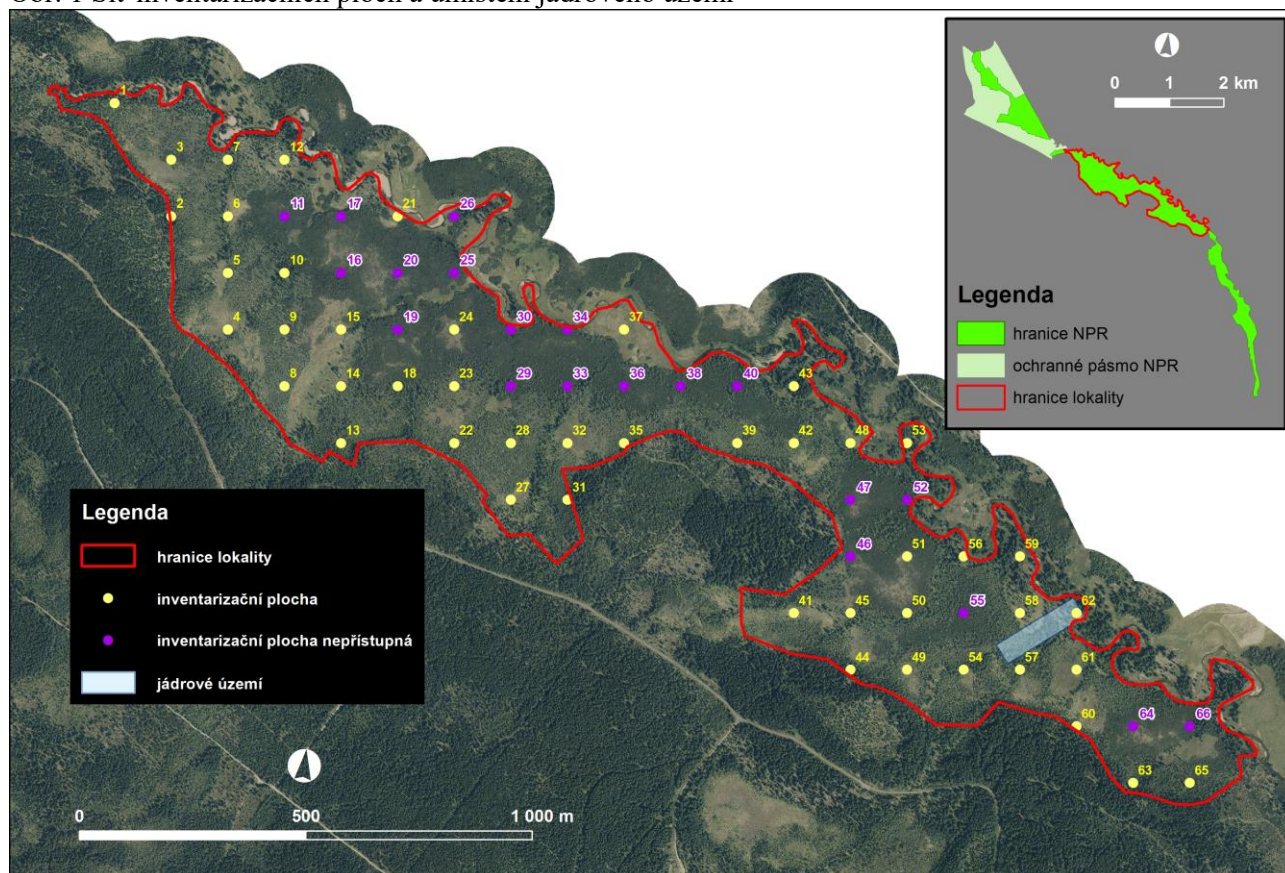 Obr. 1 Síť inventarizačních ploch a umístění jádrového území
0 1 2 km
Legenda
hranice NPR
ochranné pásmo NPR
hranice lokality
1
3 7 12
2 6 11 17 21 26
5 10 16 20 25
4 9 15 19 24 30 34 37
8 14 18 23 29 33 36 38 40 43
13 22 28 32 35 39 42 48 53
27 31 47 52
46 51 56 59
41 45 50 55 58 62
44 49 54 57 61
60 64 66
63 65
Legenda
hranice lokality
inventarizační plocha
inventarizační plocha nepřístupná
jádrové území
0 500 1 000 m